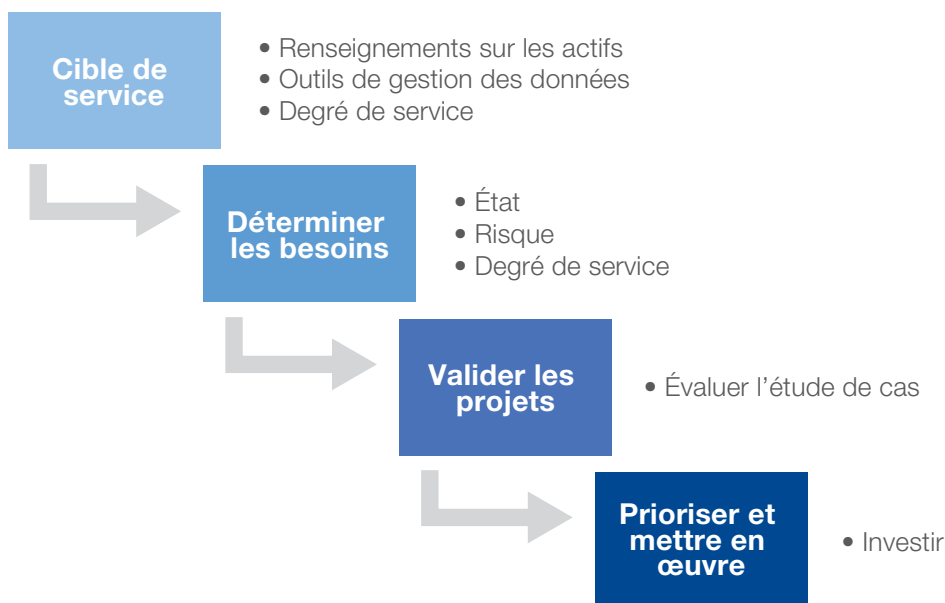 Cible de
service
• Renseignements sur les actifs
• Outils de gestion des données
• Degré de service
Déterminer
les besoins
• État
• Risque
• Degré de service
Valider les
projets
• Évaluer l’étude de cas
Prioriser et
mettre en
œuvre
• Investir